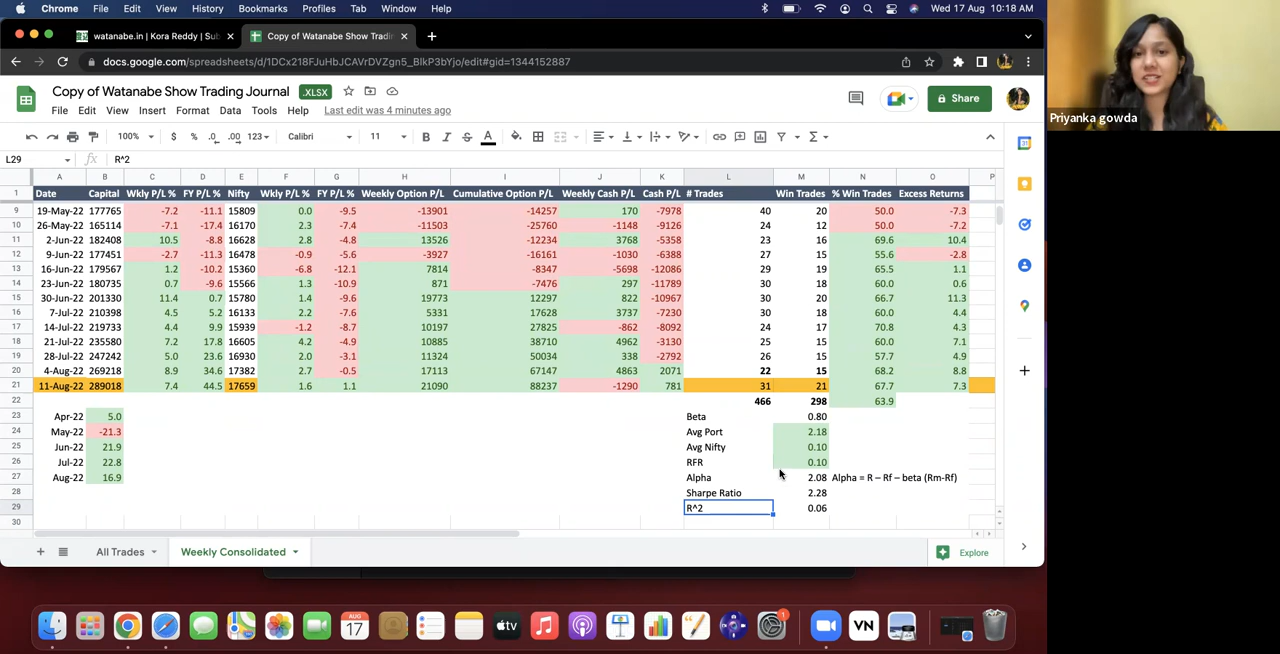 Chrome File Edit View History Bookmarks Profiles Tab Window Help Wed 17 Aug 10:18 AM
watanabe.in | Kora Reddy | Sub Copy of Watanabe Show Tradin
docs.google.com/spreadsheets/d/1DCx218FJuHbJCAVrDVZgn5_BlkP3bYjo/edit#gid=1344152887
Copy of Watanabe Show Trading Journal .XLSX
File Edit View Insert Format Data Tools Help Last edit was 4 minutes ago
Share
Priyanka gowda
100% $ % .0 .00 123 Calibri 11 B I S A
L29 fx R^2
A B C D E F G H I J K L M N O P
1 Date Capital Wkly P/L % FY P/L % Nifty Wkly P/L % FY P/L % Weekly Option P/L Cumulative Option P/L Weekly Cash P/L Cash P/L # Trades Win Trades % Win Trades Excess Returns
9 19-May-22 177765 -7.2 -11.1 15809 0.0 -9.5 -13901 -14257 170 -7978 40 20 50.0 -7.3
10 26-May-22 165114 -7.1 -17.4 16170 2.3 -7.4 -11503 -25760 -1148 -9126 24 12 50.0 -7.2
11 2-Jun-22 182408 10.5 -8.8 16628 2.8 -4.8 13526 -12234 3768 -5358 23 16 69.6 10.4
12 9-Jun-22 177451 -2.7 -11.3 16478 -0.9 -5.6 -3927 -16161 -1030 -6388 27 15 55.6 -2.8
13 16-Jun-22 179567 1.2 -10.2 15360 -6.8 -12.1 7814 -8347 -5698 -12086 29 19 65.5 1.1
14 23-Jun-22 180735 0.7 -9.6 15566 1.3 -10.9 871 -7476 297 -11789 30 18 60.0 0.6
15 30-Jun-22 201330 11.4 0.7 15780 1.4 -9.6 19773 12297 822 -10967 30 20 66.7 11.3
16 7-Jul-22 210398 4.5 5.2 16133 2.2 -7.6 5331 17628 3737 -7230 30 18 60.0 4.4
17 14-Jul-22 219733 4.4 9.9 15939 -1.2 -8.7 10197 27825 -862 -8092 24 17 70.8 4.3
18 21-Jul-22 235580 7.2 17.8 16605 4.2 -4.9 10885 38710 4962 -3130 25 15 60.0 7.1
19 28-Jul-22 247242 5.0 23.6 16930 2.0 -3.1 11324 50034 338 -2792 26 15 57.7 4.9
20 4-Aug-22 269218 8.9 34.6 17382 2.7 -0.5 17113 67147 4863 2071 22 15 68.2 8.8
21 11-Aug-22 289018 7.4 44.5 17659 1.6 1.1 21090 88237 -1290 781 31 21 67.7 7.3
22 466 298 63.9
23 Apr-22 5.0 Beta 0.80
24 May-22 -21.3 Avg Port 2.18
25 Jun-22 21.9 Avg Nifty 0.10
26 Jul-22 22.8 RFR 0.10
27 Aug-22 16.9 Alpha 2.08 Alpha = R – Rf – beta (Rm-Rf)
28 Sharpe Ratio 2.28
29 R^2 0.06
30
All Trades Weekly Consolidated Explore
AUG
17
tv VN 1